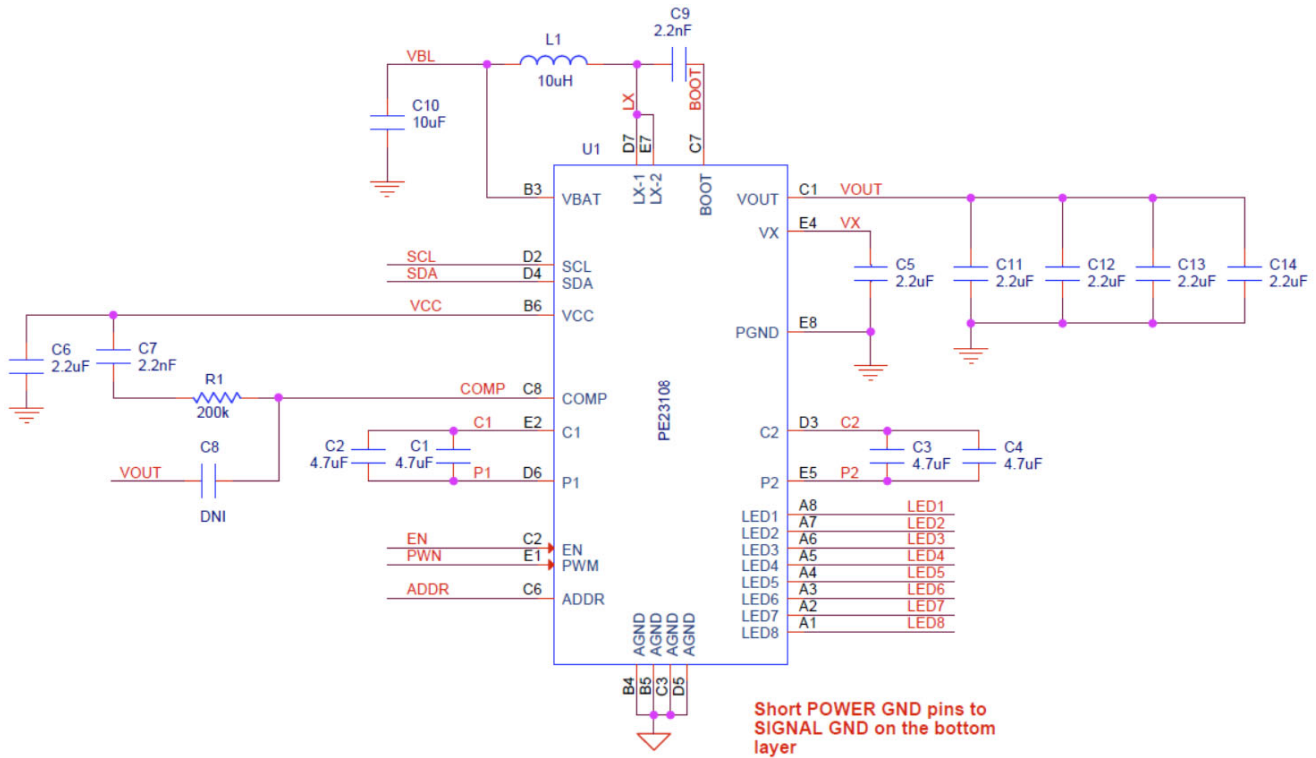 C9
2.2nF
L1
10uH
VBL
C10
10uF
LX
BOOT
U1
D7
E7
C7
B3
VBAT
LX-1
LX-2
BOOT
VOUT
C1
VOUT
VX
E4
VX
SCL
D2
SCL
SDA
D4
SDA
C5
2.2uF
C11
2.2uF
C12
2.2uF
C13
2.2uF
C14
2.2uF
VCC
B6
VCC
PGND
E8
C6
2.2uF
C7
2.2nF
R1
200k
COMP
C8
COMP
PE23108
C1
E2
C1
C2
4.7uF
C1
4.7uF
P1
D6
P1
C2
D3
C2
C3
4.7uF
C4
4.7uF
P2
E5
P2
C8
VOUT
DNI
LED1
A8
LED1
LED2
A7
LED2
LED3
A6
LED3
LED4
A5
LED4
LED5
A4
LED5
LED6
A3
LED6
LED7
A2
LED7
LED8
A1
LED8
EN
C2
EN
PWN
E1
PWM
ADDR
C6
ADDR
AGND
AGND
AGND
AGND
B4
B5
C3
D5
Short POWER GND pins to
SIGNAL GND on the bottom
layer